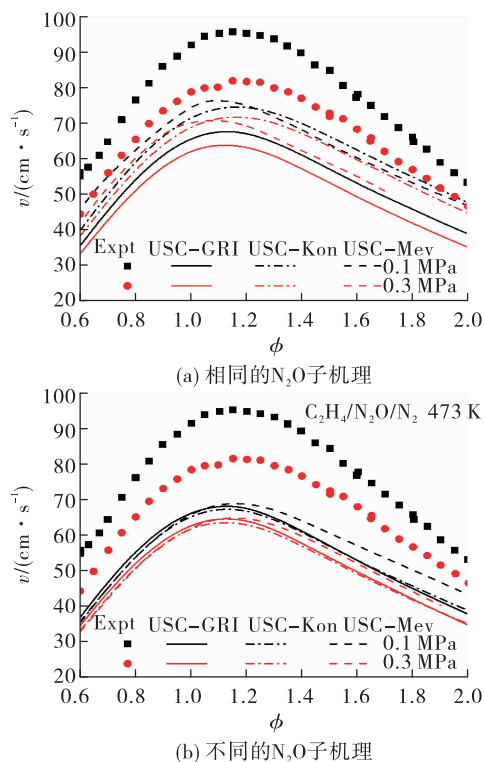 100
90
80
70
60
50
40
30
20
v/(cm·s⁻¹)
Expt USC-GRI USC-Kon USC-Mev
0.1 MPa
0.3 MPa
0.6 0.8 1.0 1.2 1.4 1.6 1.8 2.0
ϕ
(a) 相同的N₂O子机理
100
90
80
70
60
50
40
30
20
v/(cm·s⁻¹)
C₂H₄/N₂O/N₂ 473 K
Expt USC-GRI USC-Kon USC-Mev
0.1 MPa
0.3 MPa
0.6 0.8 1.0 1.2 1.4 1.6 1.8 2.0
ϕ
(b) 不同的N₂O子机理